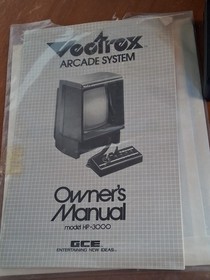 Vectrex
ARCADE SYSTEM
Owner's
Manual
model HP-3000
GCE
ENTERTAINING NEW IDEAS...